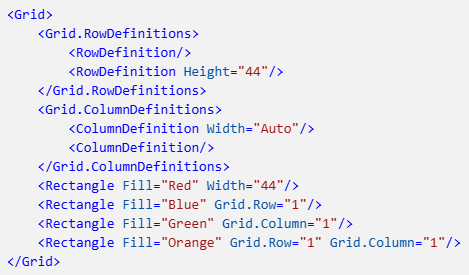 <Grid>
    <Grid.RowDefinitions>
        <RowDefinition/>
        <RowDefinition Height="44"/>
    </Grid.RowDefinitions>
    <Grid.ColumnDefinitions>
        <ColumnDefinition Width="Auto"/>
        <ColumnDefinition/>
    </Grid.ColumnDefinitions>
    <Rectangle Fill="Red" Width="44"/>
    <Rectangle Fill="Blue" Grid.Row="1"/>
    <Rectangle Fill="Green" Grid.Column="1"/>
    <Rectangle Fill="Orange" Grid.Row="1" Grid.Column="1"/>
</Grid>